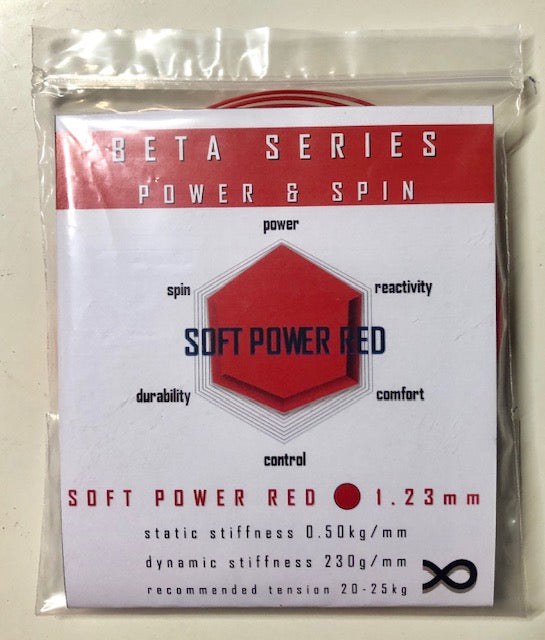 BETA SERIES
POWER & SPIN
power
spin
reactivity
SOFT POWER RED
durability
comfort
control
SOFT POWER RED 1.23mm
static stiffness 0.50kg/mm
dynamic stiffness 230g/mm
recommended tension 20-25kg